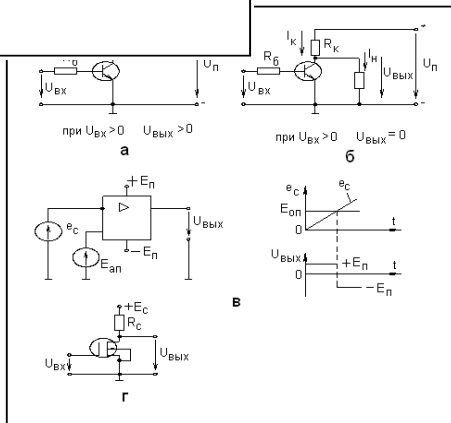 Rб Uп
Uвх
−
при Uвх>0 Uвых>0
а
Iк Rк Iн
Rб Uвых Uп
Uвх
−
при Uвх>0 Uвых=0
б
+Eп
eс
Uвых
Eап
−Eп
eс eс
Eоп
0 t
Uвых
0 +Eп t
−Eп
в
+Eс
Rс
Uвх Uвых
г